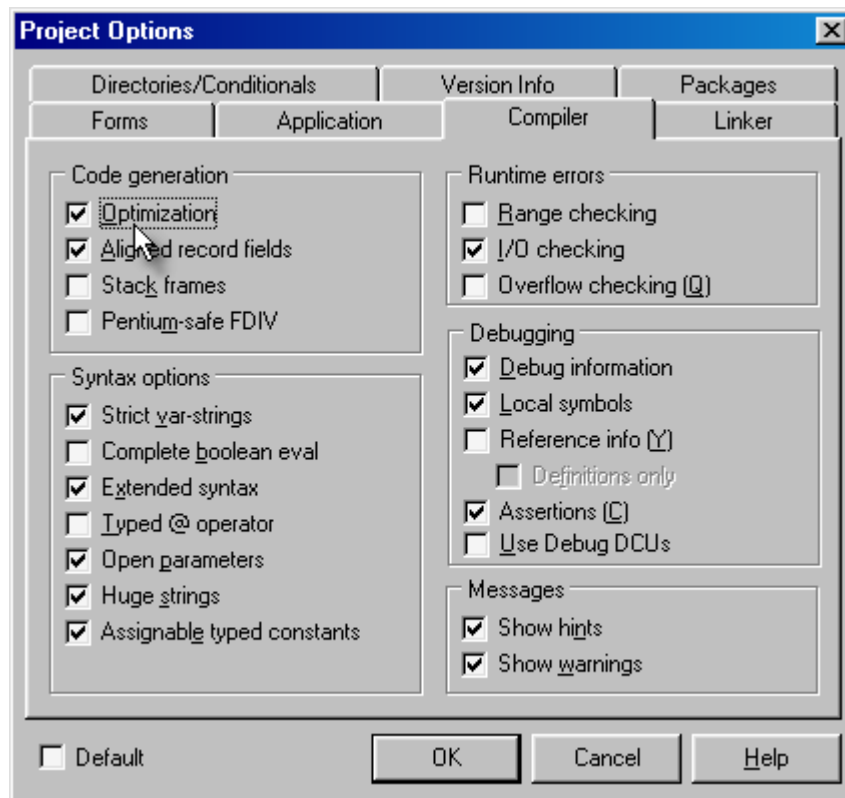 Project Options
Directories/Conditionals
Version Info
Packages
Forms
Application
Compiler
Linker
Code generation
Optimization
Aligned record fields
Stack frames
Pentium-safe FDIV
Syntax options
Strict var-strings
Complete boolean eval
Extended syntax
Typed @ operator
Open parameters
Huge strings
Assignable typed constants
Runtime errors
Range checking
I/O checking
Overflow checking (Q)
Debugging
Debug information
Local symbols
Reference info (Y)
Definitions only
Assertions (C)
Use Debug DCUs
Messages
Show hints
Show warnings
Default
OK
Cancel
Help